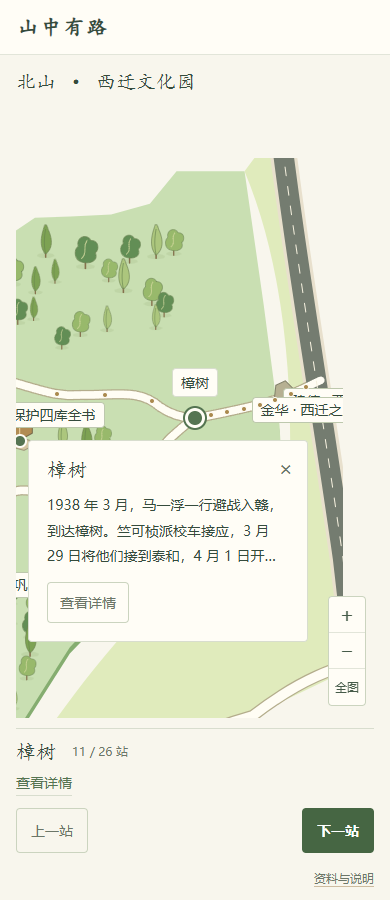 山中有路
北山 • 西迁文化园
樟树
金华·西迁之
保护四库全书
樟树
×
1938 年 3 月，马一浮一行避战入赣，
到达樟树。竺可桢派校车接应，3 月
29 日将他们接到泰和，4 月 1 日开…
查看详情
巩
+
−
全图
樟树 11 / 26 站
查看详情
上一站
下一站
资料与说明